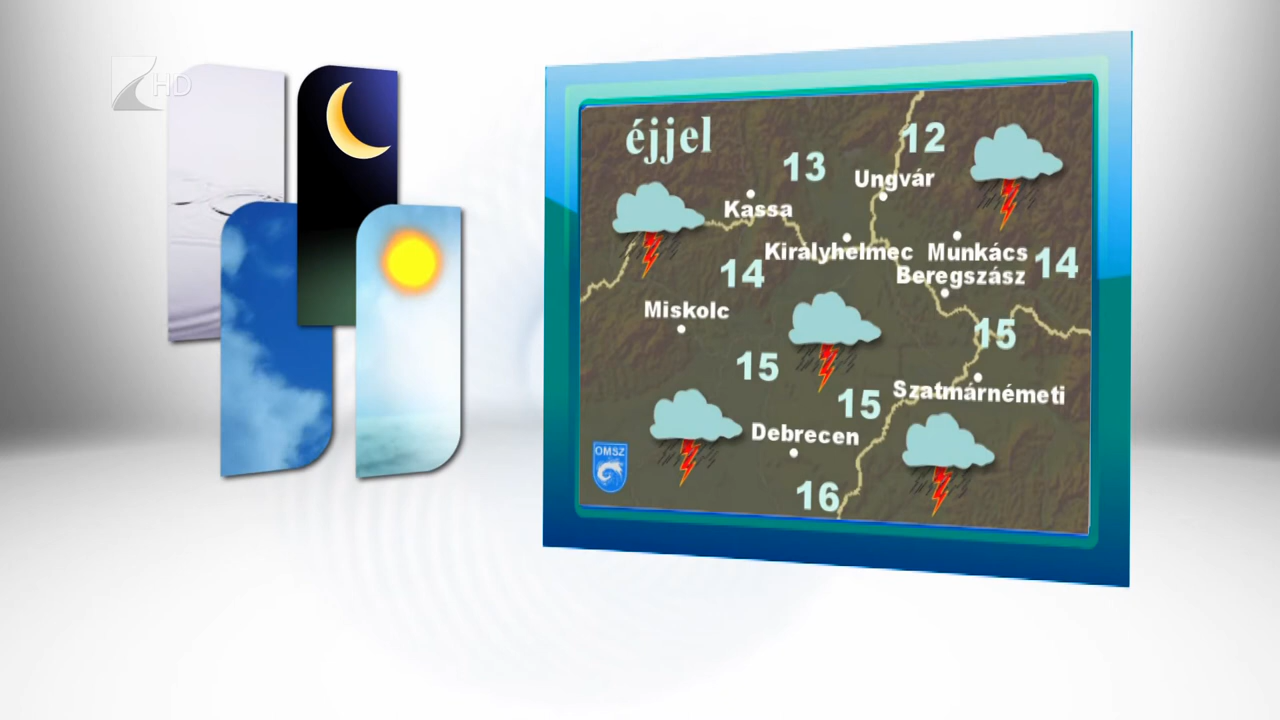 HD
éjjel
12
13
Ungvár
Kassa
Királyhelmec
Munkács
14
14
Beregszász
Miskolc
15
15
15
Szatmárnémeti
Debrecen
OMSZ
16